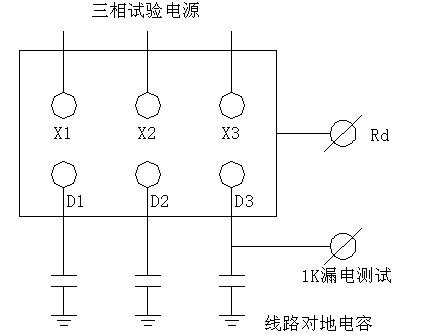 三相试验电源
X1 X2 X3
Rd
D1 D2 D3
1K漏电测试
线路对地电容